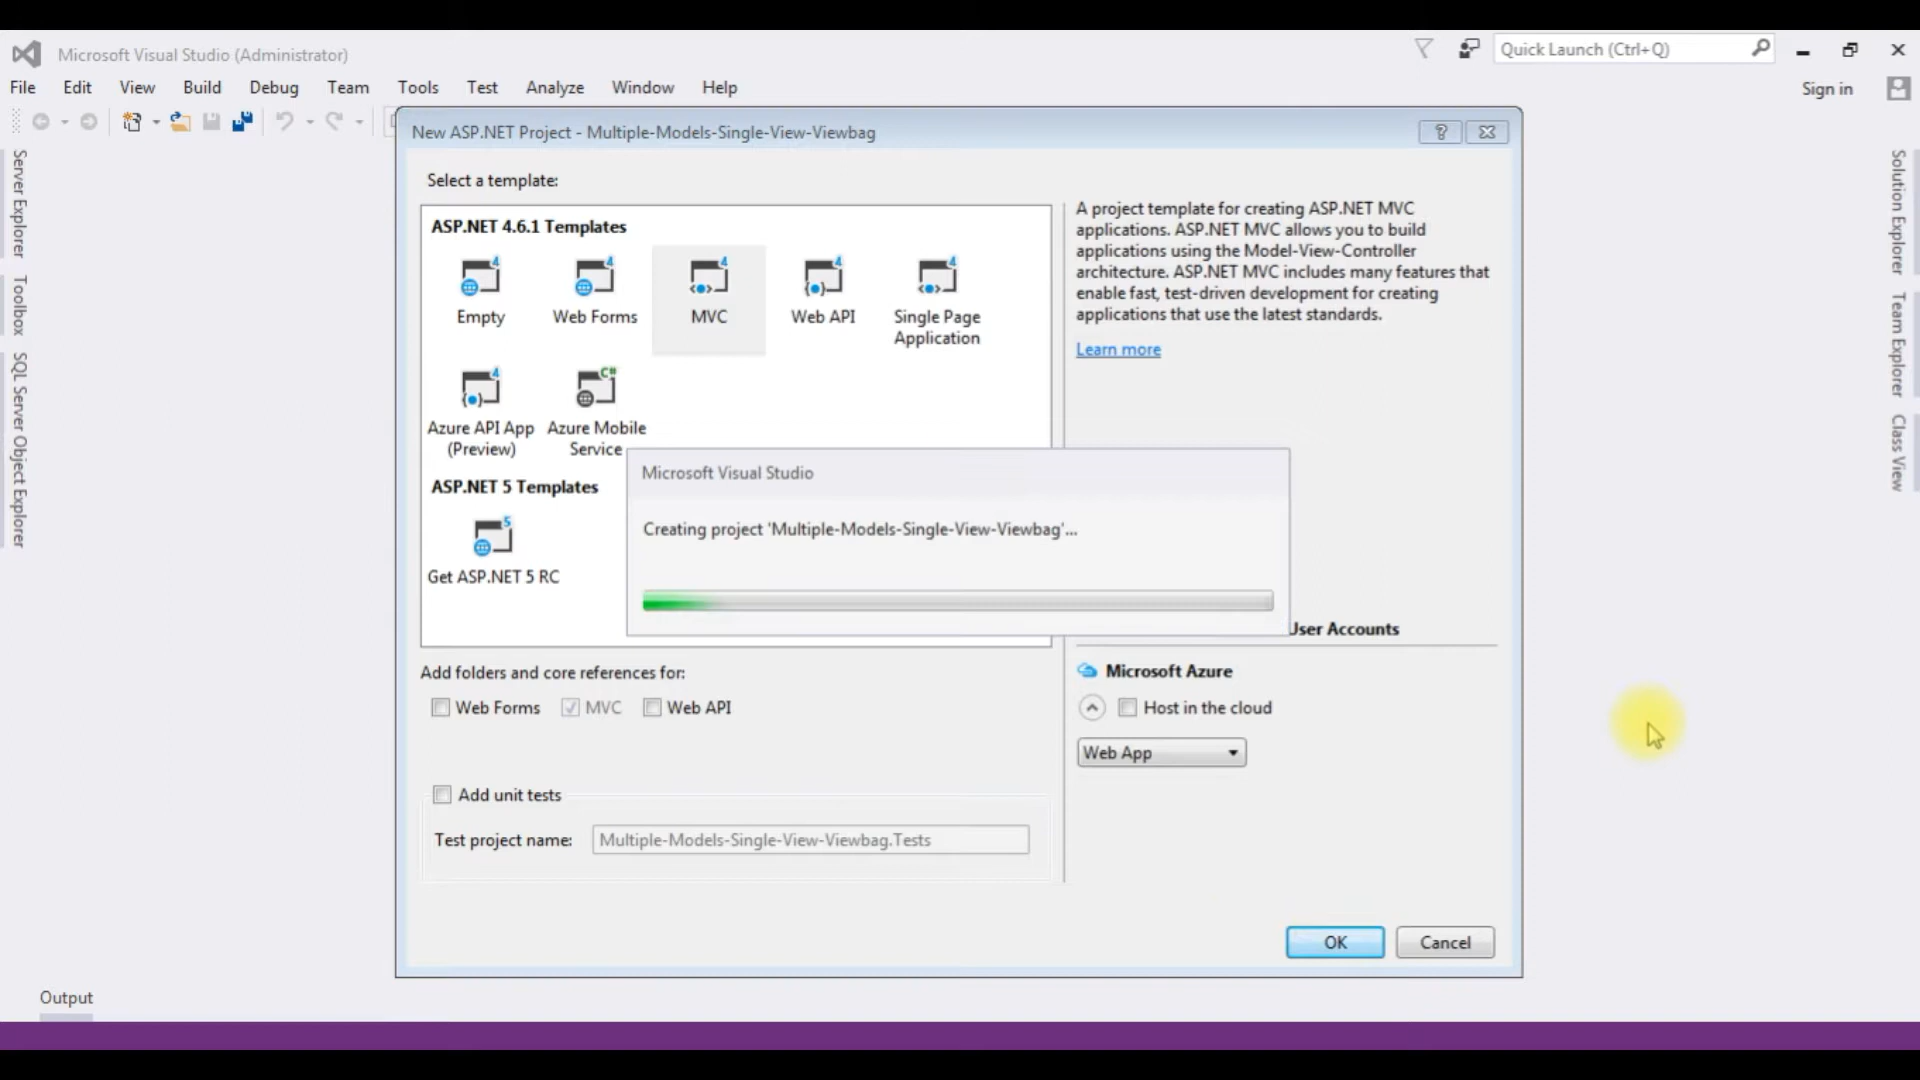 Microsoft Visual Studio (Administrator)
Quick Launch (Ctrl+Q)
File Edit View Build Debug Team Tools Test Analyze Window Help
Sign in
Server Explorer
Toolbox
SQL Server Object Explorer
Solution Explorer
Team Explorer
Class View
New ASP.NET Project - Multiple-Models-Single-View-Viewbag
Select a template:
ASP.NET 4.6.1 Templates
Empty
Web Forms
MVC
Web API
Single Page
Application
Azure API App
(Preview)
Azure Mobile
Service
ASP.NET 5 Templates
Get ASP.NET 5 RC
A project template for creating ASP.NET MVC
applications. ASP.NET MVC allows you to build
applications using the Model-View-Controller
architecture. ASP.NET MVC includes many features that
enable fast, test-driven development for creating
applications that use the latest standards.
Learn more
Microsoft Visual Studio
Creating project 'Multiple-Models-Single-View-Viewbag'...
User Accounts
Add folders and core references for:
Web Forms MVC Web API
Microsoft Azure
Host in the cloud
Web App
Add unit tests
Test project name: Multiple-Models-Single-View-Viewbag.Tests
OK Cancel
Output